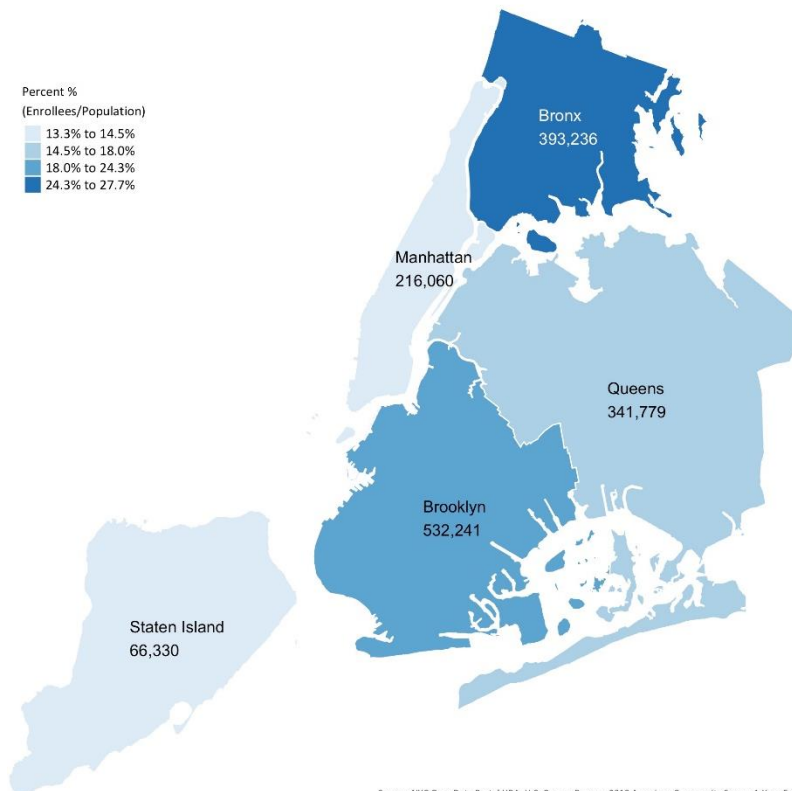 Percent %
(Enrollees/Population)
13.3% to 14.5%
14.5% to 18.0%
18.0% to 24.3%
24.3% to 27.7%
Bronx
393,236
Manhattan
216,060
Queens
341,779
Brooklyn
532,241
Staten Island
66,330